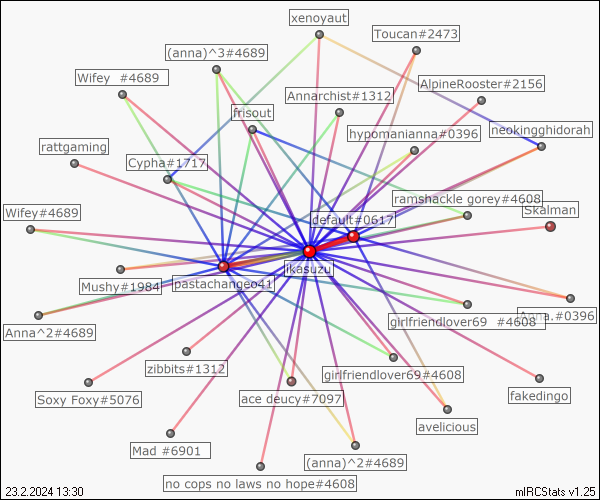 xenoyaut
Toucan#2473
(anna)^3#4689
Wifey  #4689
AlpineRooster#2156
Annarchist#1312
frisout
hypomanianna#0396
neokingghidorah
rattgaming
Cypha#1717
ramshackle gorey#4608
Wifey#4689
default#0617
Skalman
ikasuzu
Mushy#1984
pastachangeo41
Anna^2#4689
girlfriendlover69  #4608
Anna.#0396
zibbits#1312
girlfriendlover69#4608
Soxy Foxy#5076
ace deucy#7097
fakedingo
avelicious
Mad #6901
(anna)^2#4689
no cops no laws no hope#4608
23.2.2024 13:30
mIRCStats v1.25